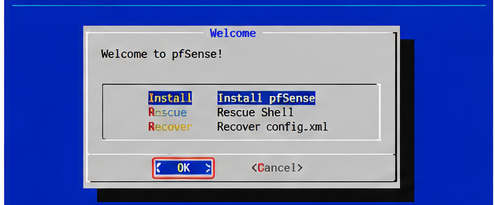 Welcome
Welcome to pfSense!
Install Install pfSense
Rescue Rescue Shell
Recover Recover config.xml
< OK > <Cancel>